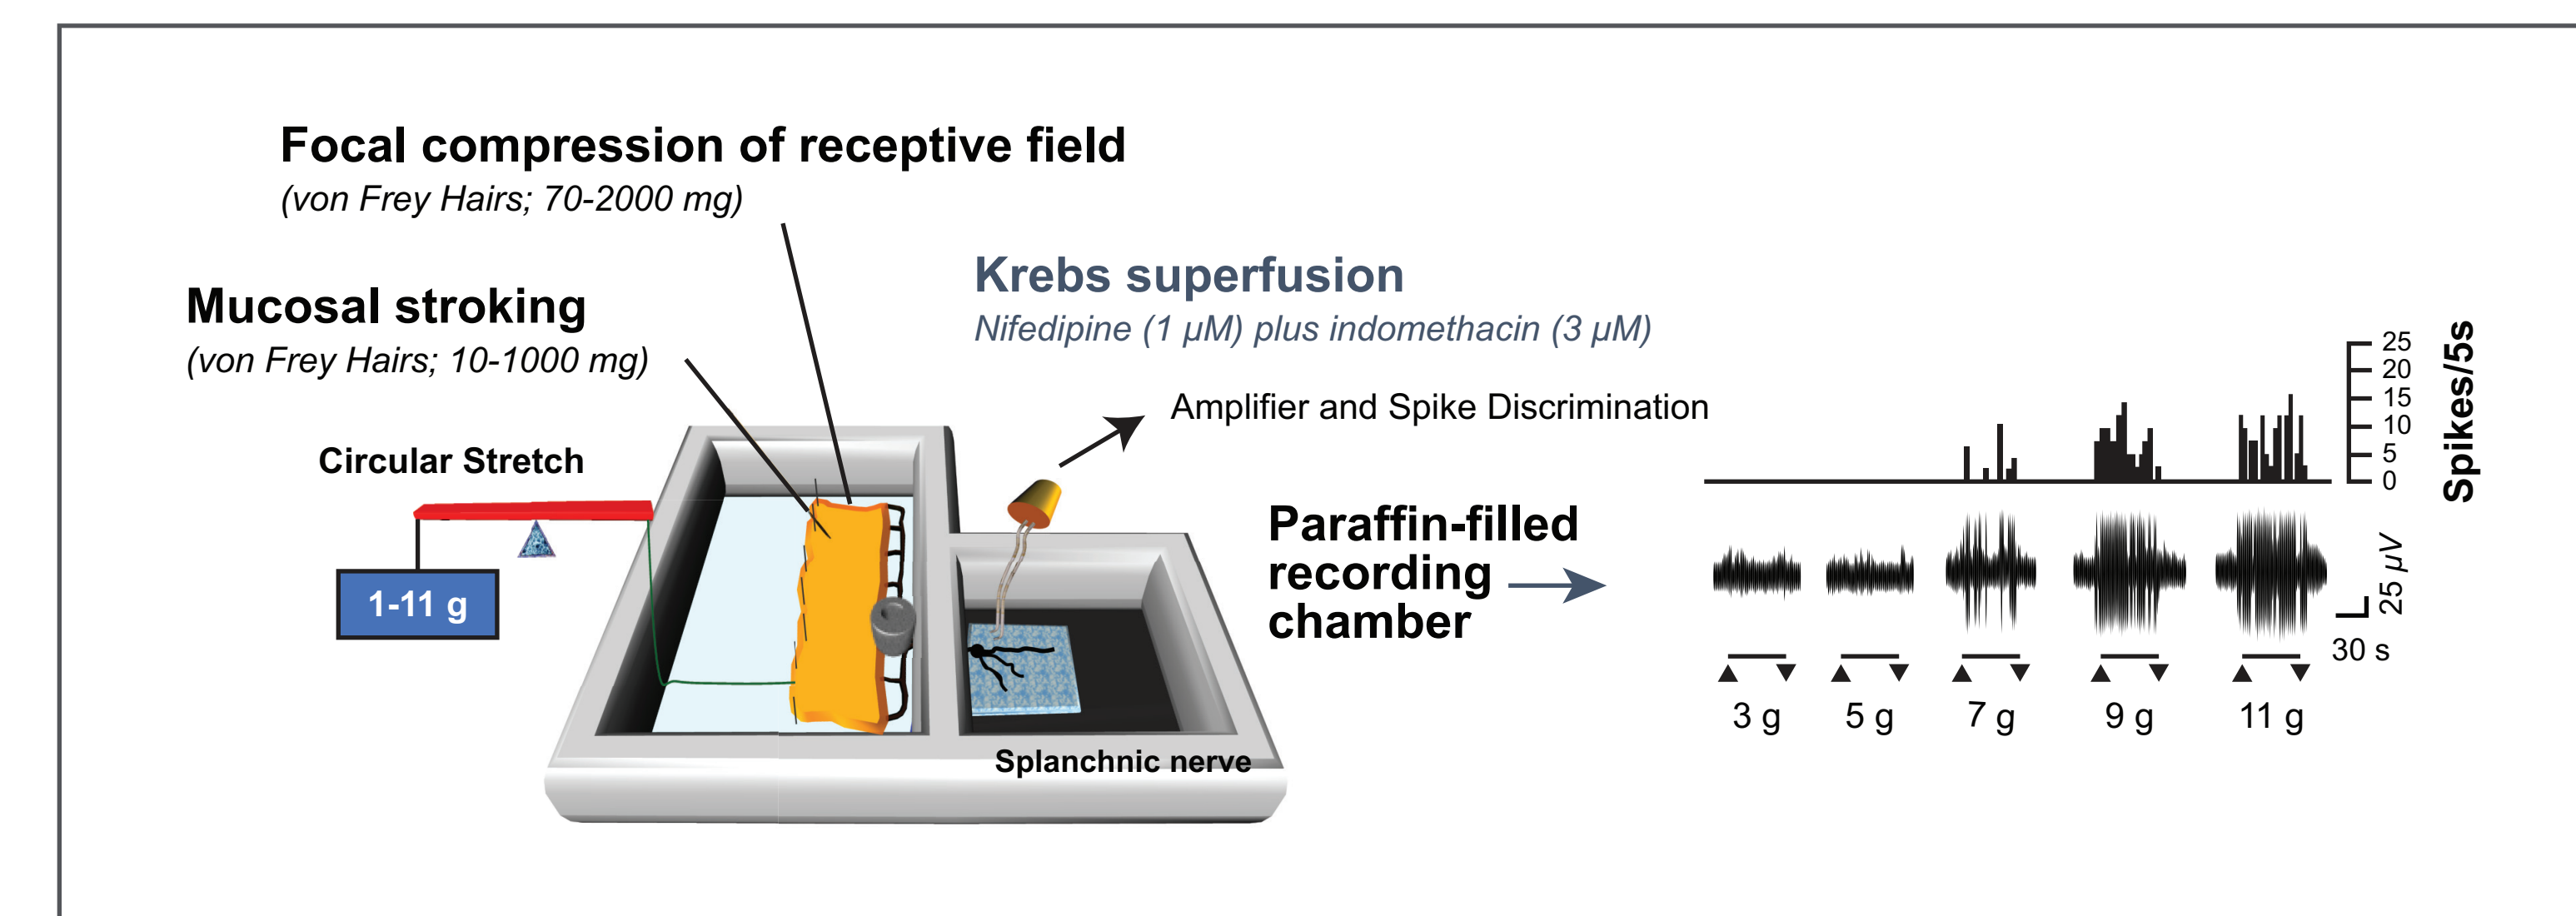 Focal compression of receptive field
(von Frey Hairs; 70-2000 mg)
Mucosal stroking
(von Frey Hairs; 10-1000 mg)
Krebs superfusion
Nifedipine (1 μM) plus indomethacin (3 μM)
Amplifier and Spike Discrimination
Circular Stretch
1-11 g
Paraffin-filled
recording
chamber
Splanchnic nerve
25
20
15
10
5
0
Spikes/5s
25 μV
30 s
3 g
5 g
7 g
9 g
11 g